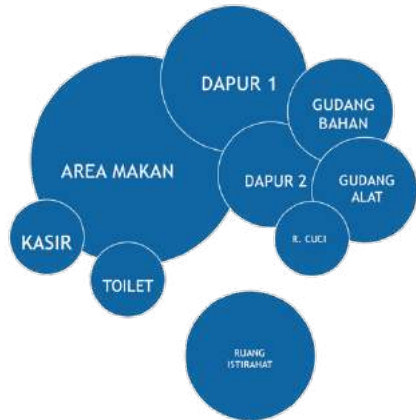 DAPUR 1
GUDANG
BAHAN
AREA MAKAN
DAPUR 2
GUDANG
ALAT
KASIR
R. CUCI
TOILET
RUANG
ISTIRAHAT